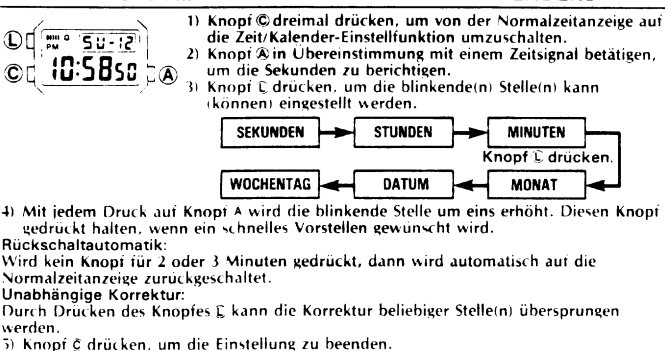 1) Knopf Ⓒ dreimal drücken, um von der Normalzeitanzeige auf
die Zeit/Kalender-Einstellfunktion umzuschalten.
2) Knopf Ⓐ in Übereinstimmung mit einem Zeitsignal betätigen,
um die Sekunden zu berichtigen.
3) Knopf Ⓛ drücken, um die blinkende(n) Stelle(n) kann
(können) eingestellt werden.
Ⓛ
PM SU-12
Ⓒ 10:58 50 Ⓐ
SEKUNDEN STUNDEN MINUTEN
Knopf Ⓛ drücken.
WOCHENTAG DATUM MONAT
4) Mit jedem Druck auf Knopf A wird die blinkende Stelle um eins erhöht. Diesen Knopf
gedrückt halten, wenn ein schnelles Vorstellen gewünscht wird.
Rückschaltautomatik:
Wird kein Knopf für 2 oder 3 Minuten gedrückt, dann wird automatisch auf die
Normalzeitanzeige zurückgeschaltet.
Unabhängige Korrektur:
Durch Drücken des Knopfes Ⓛ kann die Korrektur beliebiger Stelle(n) übersprungen
werden.
5) Knopf Ⓒ drücken, um die Einstellung zu beenden.